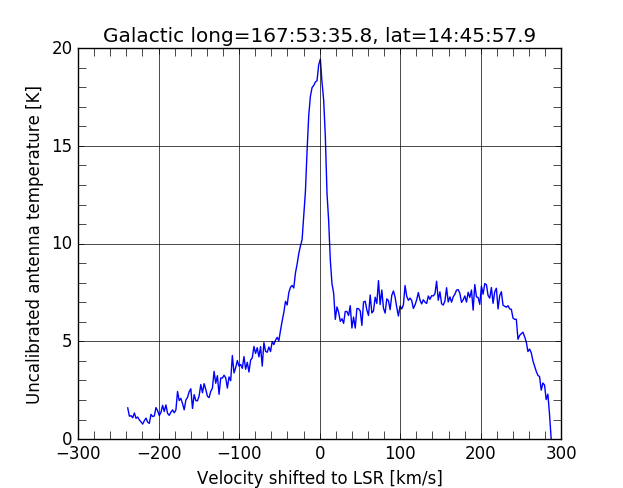 Galactic long=167:53:35.8, lat=14:45:57.9
Uncalibrated antenna temperature [K]
20
15
10
5
0
−300 −200 −100 0 100 200 300
Velocity shifted to LSR [km/s]